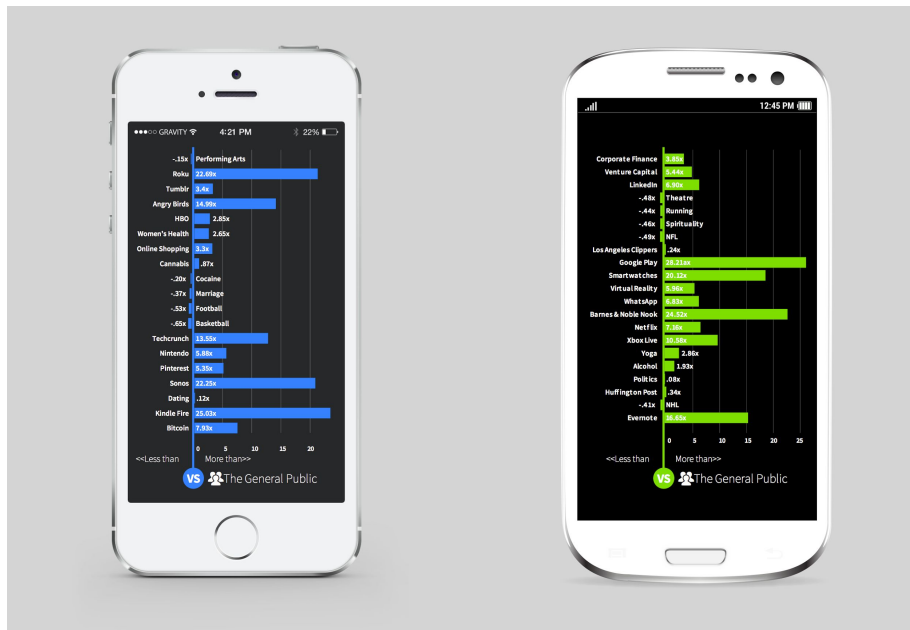 ●●●○○ GRAVITY 4:21 PM 22%
-.15x Performing Arts
Roku 22.69x
Tumblr 3.4x
Angry Birds 14.99x
HBO 2.85x
Women's Health 2.65x
Online Shopping 3.3x
Cannabis .87x
-.20x Cocaine
-.37x Marriage
-.53x Football
-.65x Basketball
Techcrunch 13.55x
Nintendo 5.88x
Pinterest 5.35x
Sonos 22.25x
Dating .12x
Kindle Fire 25.03x
Bitcoin 7.93x
0 5 10 15 20
<<Less than More than>>
VS The General Public
12:45 PM
Corporate Finance 3.85x
Venture Capital 5.44x
LinkedIn 6.90x
-.48x Theatre
-.44x Running
-.46x Spirituality
-.49x NFL
Los Angeles Clippers .24x
Google Play 28.21ax
Smartwatches 20.12x
Virtual Reality 5.96x
WhatsApp 6.83x
Barnes & Noble Nook 24.52x
Netflix 7.16x
Xbox Live 10.58x
Yoga 2.86x
Alcohol 1.93x
Politics .08x
Huffington Post .34x
-.41x NHL
Evernote 16.65x
0 5 10 15 20 25
<<Less than More than>>
VS The General Public